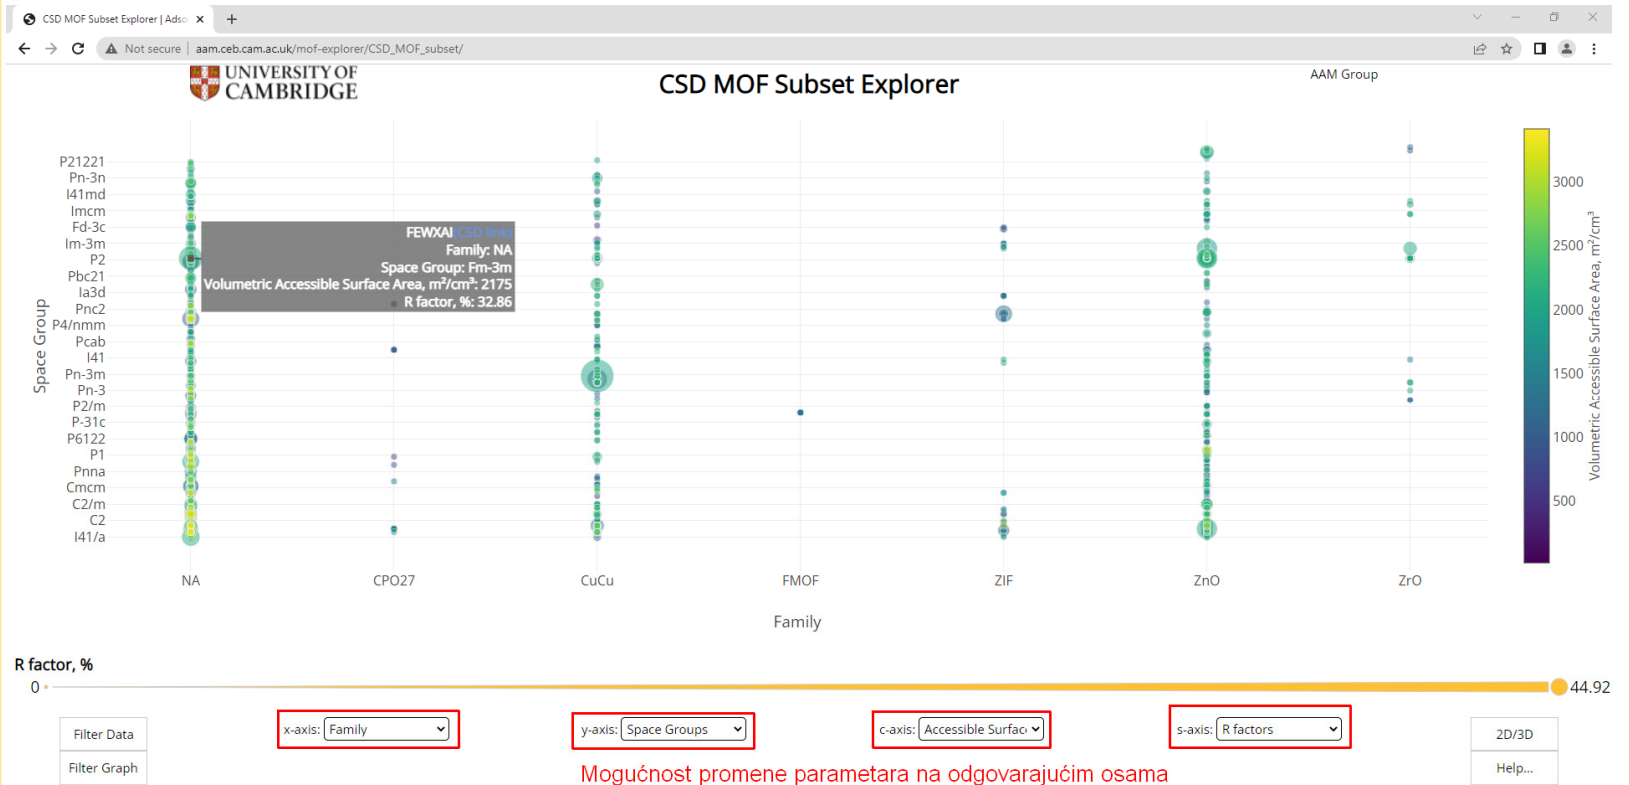 CSD MOF Subset Explorer | Adso
Not secure | aam.ceb.cam.ac.uk/mof-explorer/CSD_MOF_subset/
UNIVERSITY OF
CAMBRIDGE
CSD MOF Subset Explorer
AAM Group
P21221
Pn-3n
I41md
Imcm
Fd-3c
Im-3m
P2
Pbc21
Ia3d
Pnc2
P4/nmm
Pcab
I41
Pn-3m
Pn-3
P2/m
P-31c
P6122
P1
Pnna
Cmcm
C2/m
C2
I41/a
Space Group
FEWXAI(CSD link)
Family: NA
Space Group: Fm-3m
Volumetric Accessible Surface Area, m²/cm³: 2175
R factor, %: 32.86
3000
2500
2000
1500
1000
500
Volumetric Accessible Surface Area, m²/cm³
NA CPO27 CuCu FMOF ZIF ZnO ZrO
Family
R factor, %
0 44.92
Filter Data
Filter Graph
x-axis: Family
y-axis: Space Groups
c-axis: Accessible Surfac
s-axis: R factors
2D/3D
Help...
Mogućnost promene parametara na odgovarajućim osama